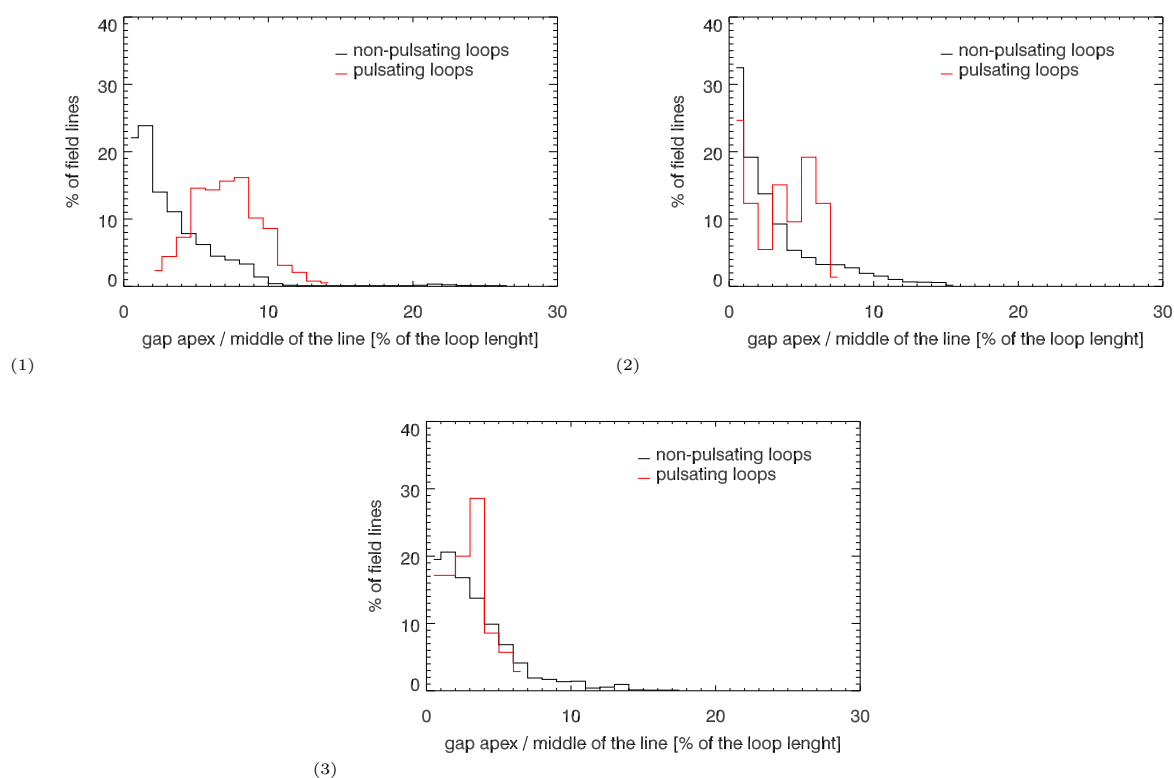 40
30
20
10
0
% of field lines
non-pulsating loops
pulsating loops
0 10 20 30
gap apex / middle of the line [% of the loop lenght]
(1)
40
30
20
10
0
% of field lines
non-pulsating loops
pulsating loops
0 10 20 30
gap apex / middle of the line [% of the loop lenght]
(2)
40
30
20
10
0
% of field lines
non-pulsating loops
pulsating loops
0 10 20 30
gap apex / middle of the line [% of the loop lenght]
(3)